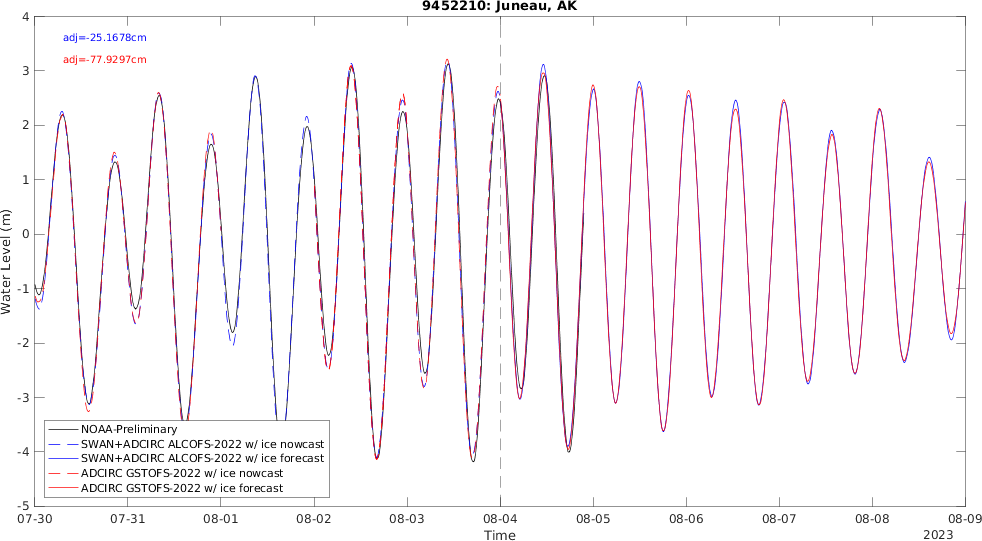 9452210: Juneau, AK
adj=-25.1678cm
adj=-77.9297cm
4
3
2
1
0
-1
-2
-3
-4
-5
Water Level (m)
NOAA-Preliminary
SWAN+ADCIRC ALCOFS-2022 w/ ice nowcast
SWAN+ADCIRC ALCOFS-2022 w/ ice forecast
ADCIRC GSTOFS-2022 w/ ice nowcast
ADCIRC GSTOFS-2022 w/ ice forecast
07-30 07-31 08-01 08-02 08-03 08-04 08-05 08-06 08-07 08-08 08-09
Time
2023